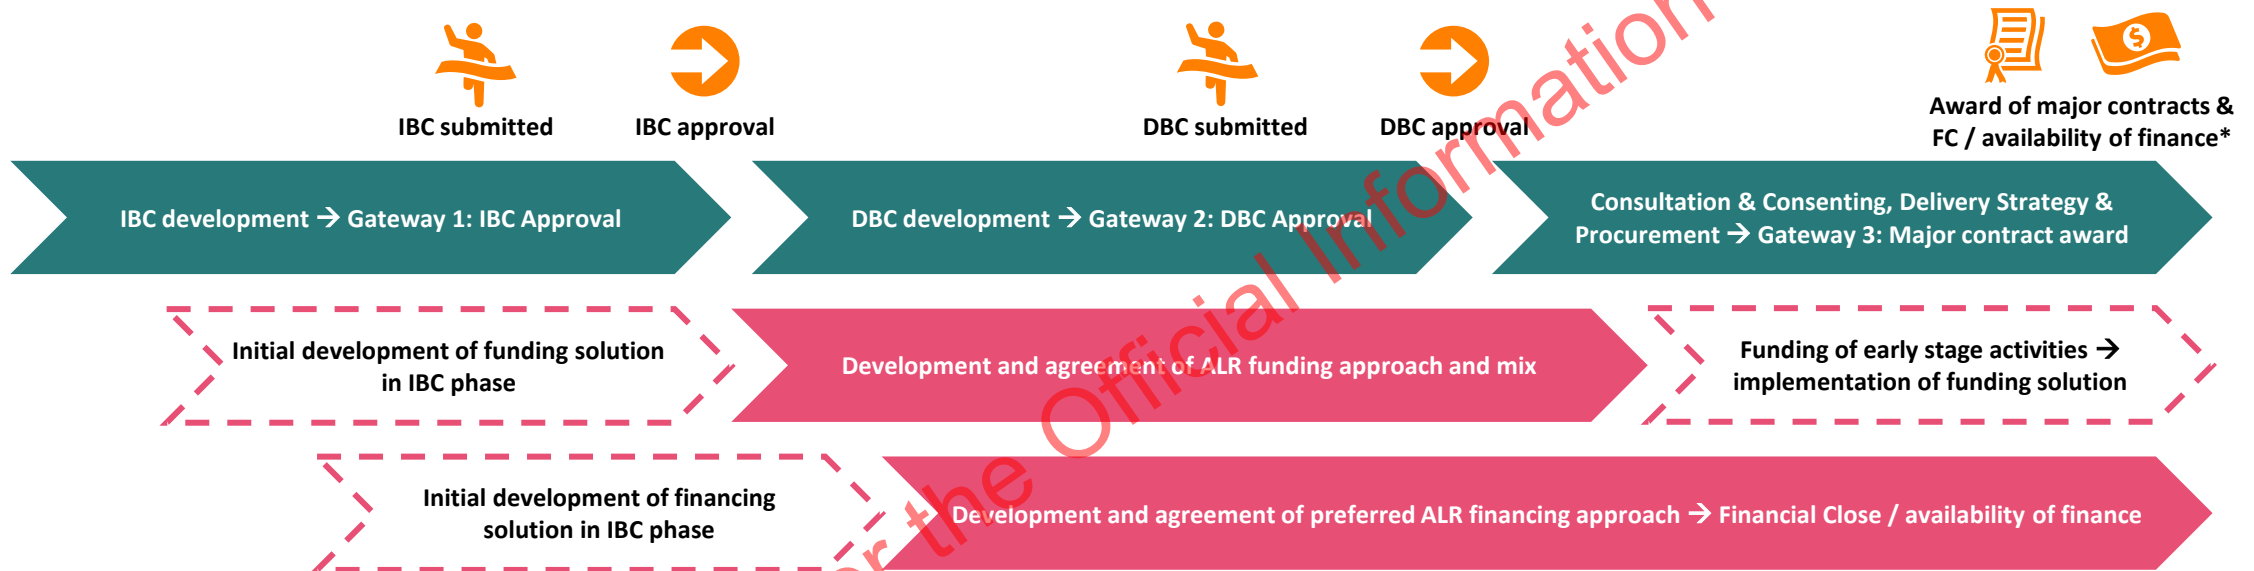 IBC submitted
IBC approval
DBC submitted
DBC approval
Award of major contracts &
FC / availability of finance*
IBC development → Gateway 1: IBC Approval
DBC development → Gateway 2: DBC Approval
Consultation & Consenting, Delivery Strategy &
Procurement → Gateway 3: Major contract award
Initial development of funding solution
in IBC phase
Development and agreement of ALR funding approach and mix
Funding of early stage activities →
implementation of funding solution
Initial development of financing
solution in IBC phase
Development and agreement of preferred ALR financing approach → Financial Close / availability of finance
the Official Information